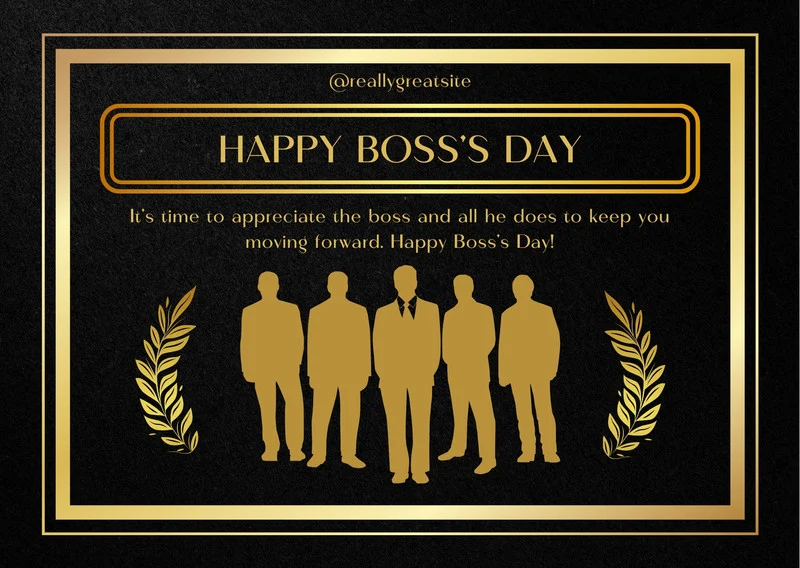 @reallygreatsite
HAPPY BOSS'S DAY
It's time to appreciate the boss and all he does to keep you
moving forward. Happy Boss's Day!